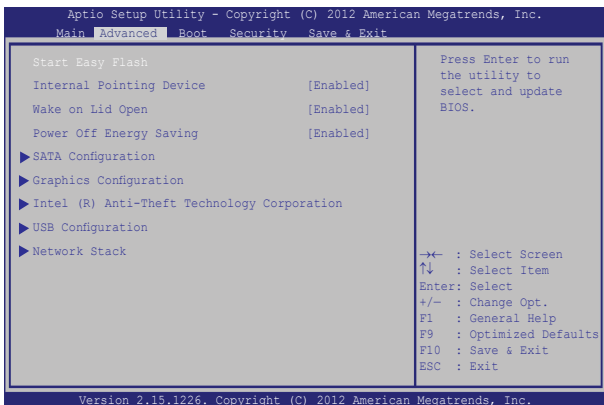 Aptio Setup Utility - Copyright (C) 2012 American Megatrends, Inc.
Main Advanced Boot Security Save & Exit
Start Easy Flash
Internal Pointing Device [Enabled]
Wake on Lid Open [Enabled]
Power Off Energy Saving [Enabled]
SATA Configuration
Graphics Configuration
Intel (R) Anti-Theft Technology Corporation
USB Configuration
Network Stack
Press Enter to run
the utility to
select and update
BIOS.
→← : Select Screen
↑↓ : Select Item
Enter: Select
+/— : Change Opt.
F1 : General Help
F9 : Optimized Defaults
F10 : Save & Exit
ESC : Exit
Version 2.15.1226. Copyright (C) 2012 American Megatrends, Inc.